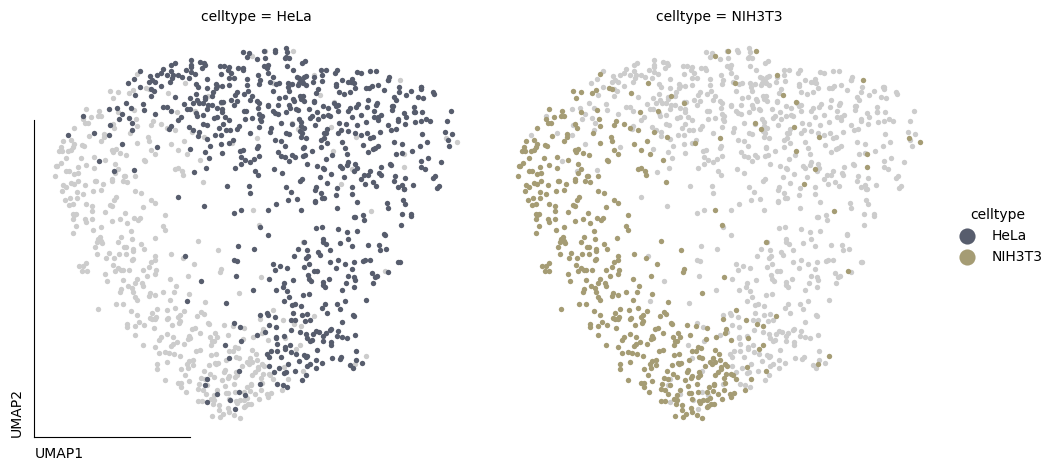 celltype = HeLa
celltype = NIH3T3
celltype
HeLa
NIH3T3
UMAP2
UMAP1